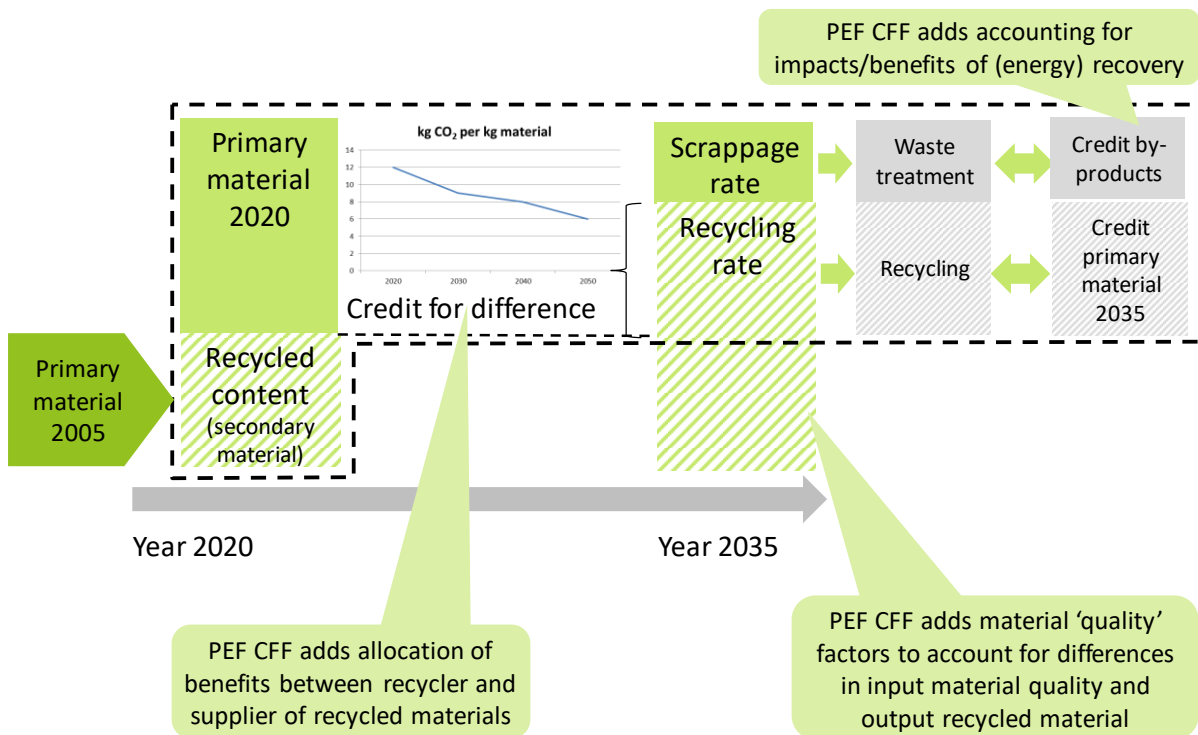 PEF CFF adds accounting for
impacts/benefits of (energy) recovery
Primary
material
2020
kg CO₂ per kg material
14
12
10
8
6
4
2
0
2020
2030
2040
2050
Credit for difference
Scrappage
rate
Waste
treatment
Credit by-
products
Recycling
rate
Recycling
Credit
primary
material
2035
Primary
material
2005
Recycled
content
(secondary
material)
Year 2020
Year 2035
PEF CFF adds allocation of
benefits between recycler and
supplier of recycled materials
PEF CFF adds material ‘quality’
factors to account for differences
in input material quality and
output recycled material